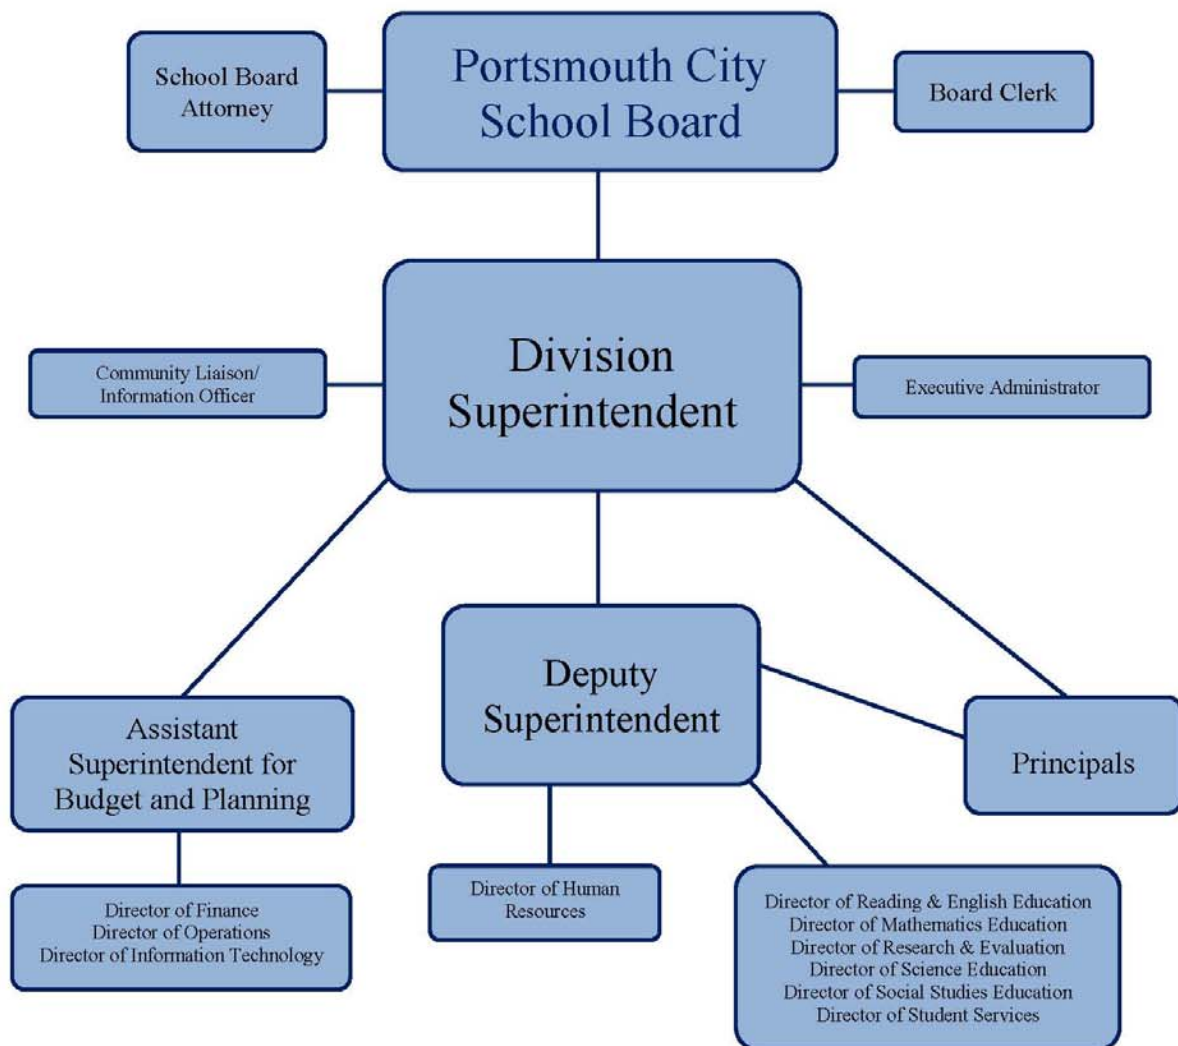 School Board
Attorney
Portsmouth City
School Board
Board Clerk
Community Liaison/
Information Officer
Division
Superintendent
Executive Administrator
Assistant
Superintendent for
Budget and Planning
Deputy
Superintendent
Principals
Director of Finance
Director of Operations
Director of Information Technology
Director of Human
Resources
Director of Reading & English Education
Director of Mathematics Education
Director of Research & Evaluation
Director of Science Education
Director of Social Studies Education
Director of Student Services